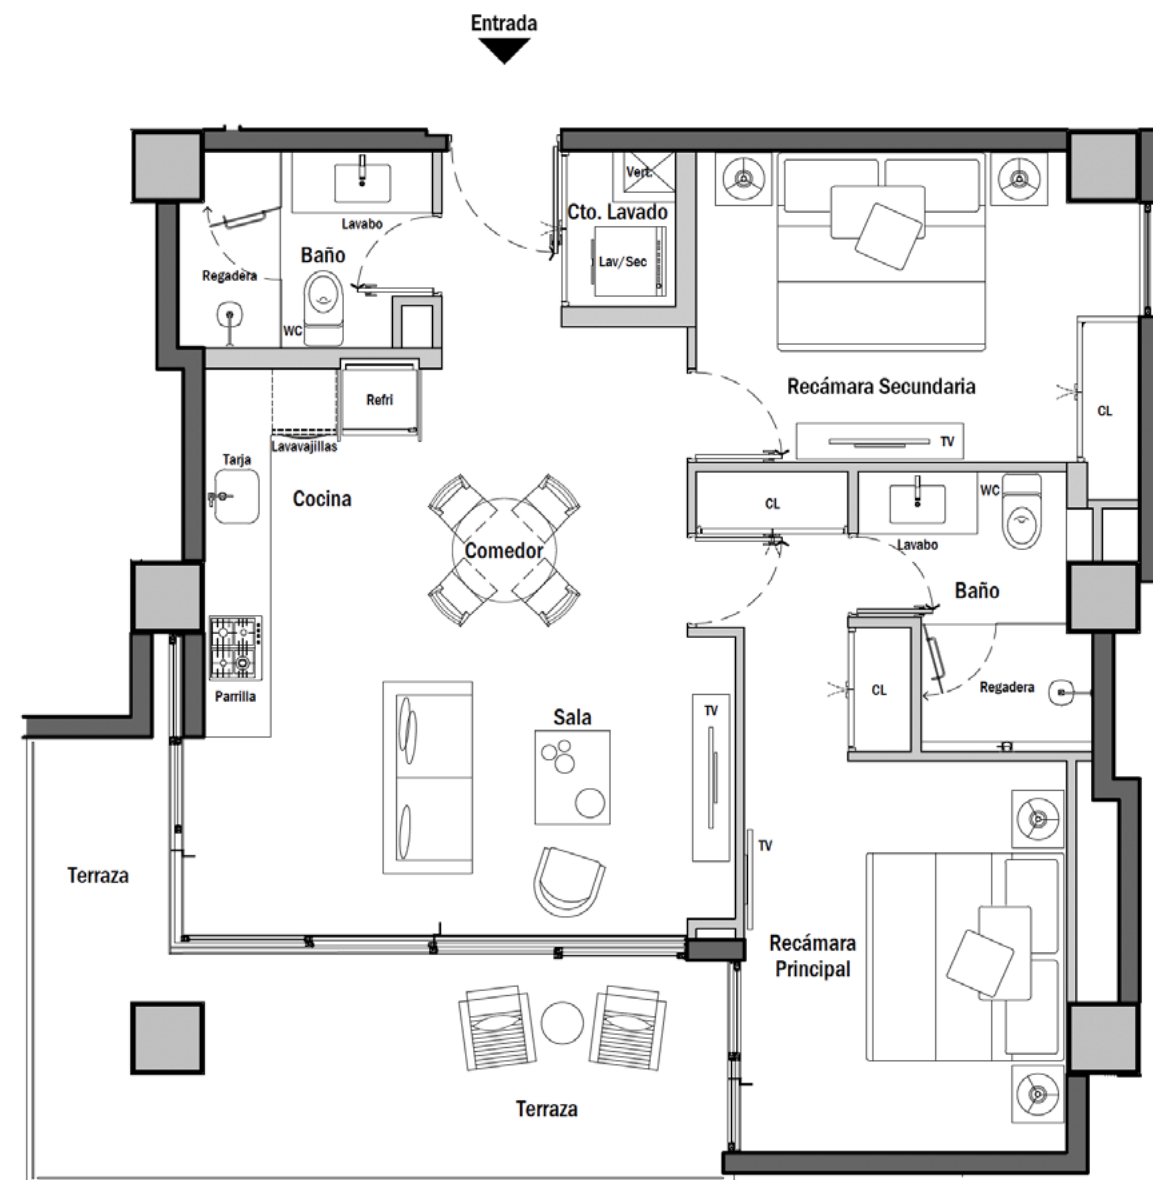 Entrada
Vert.
Cto. Lavado
Lavabo
Baño
Lav/Sec
Regadera
WC
Recámara Secundaria
Refri
CL
TV
Lavavajillas
Tarja
Cocina
WC
CL
Lavabo
Comedor
Baño
Regadera
CL
Parrilla
TV
Sala
TV
Terraza
Recámara
Principal
Terraza